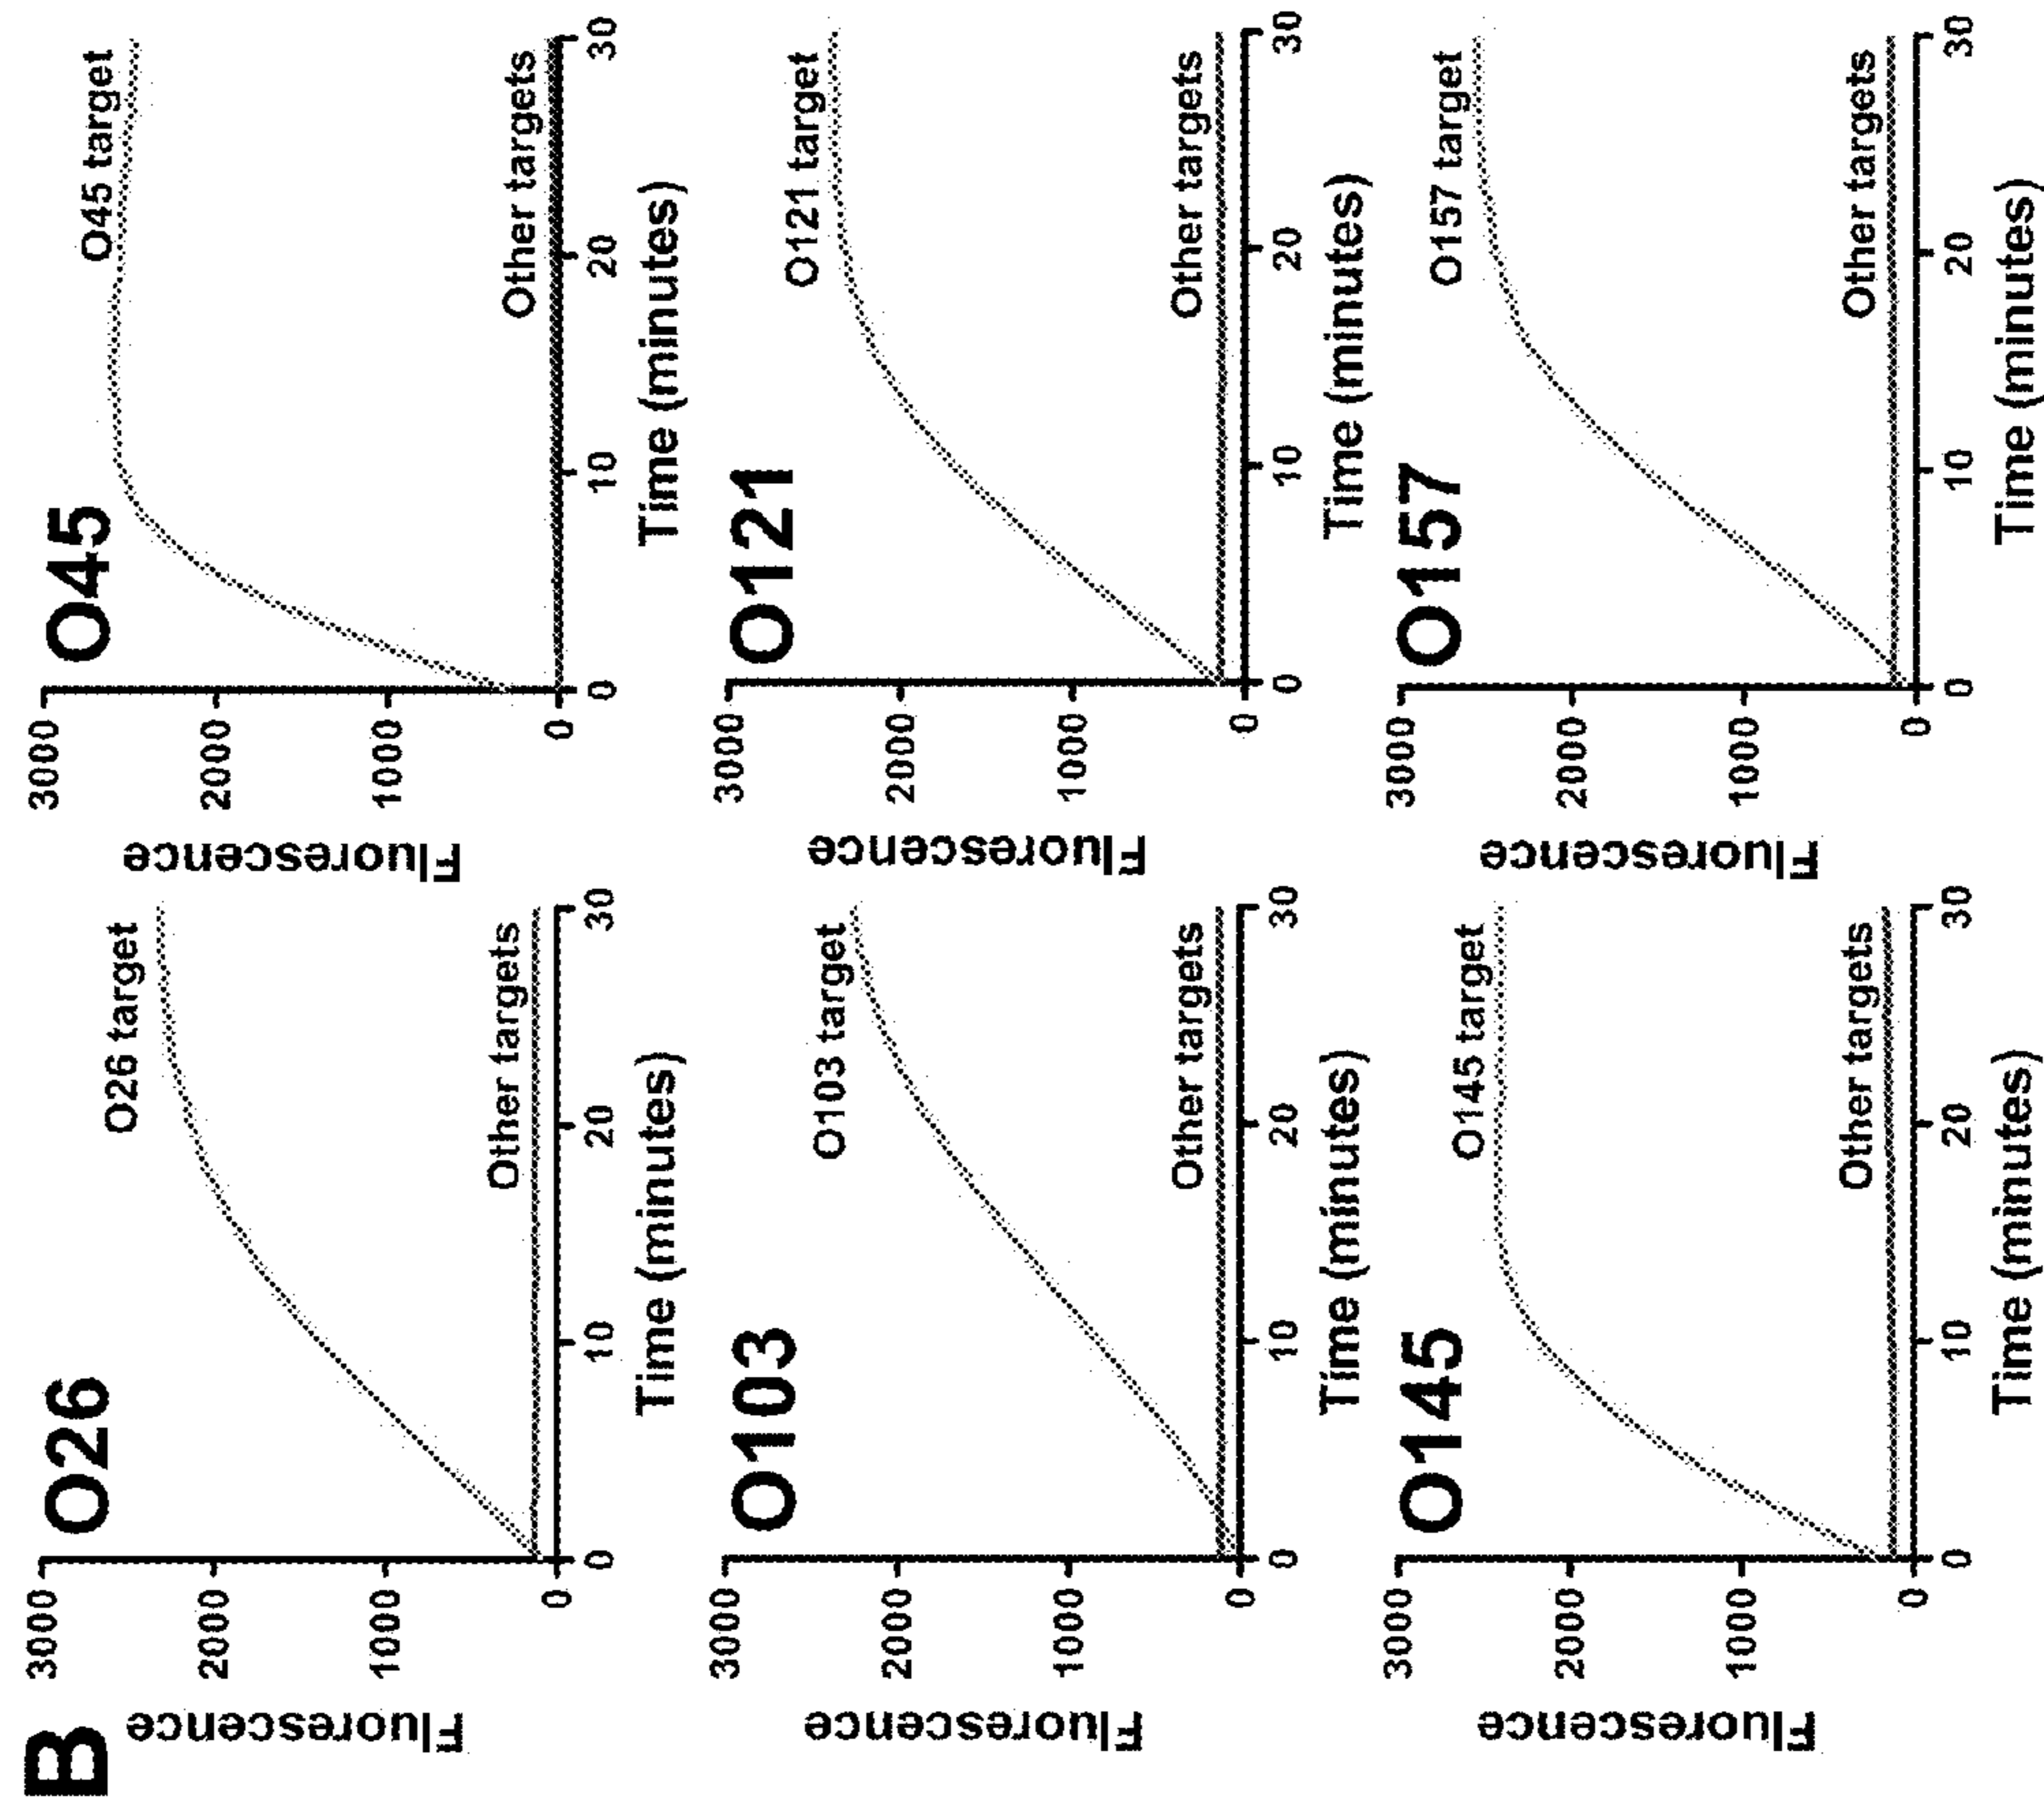 B
O26
Fluorescence
3000
2000
1000
0
O26 target
Other targets
0 10 20 30
Time (minutes)
O45
Fluorescence
3000
2000
1000
0
O45 target
Other targets
0 10 20 30
Time (minutes)
O103
Fluorescence
3000
2000
1000
0
O103 target
Other targets
0 10 20 30
Time (minutes)
O121
Fluorescence
3000
2000
1000
0
O121 target
Other targets
0 10 20 30
Time (minutes)
O145
Fluorescence
3000
2000
1000
0
O145 target
Other targets
0 10 20 30
Time (minutes)
O157
Fluorescence
3000
2000
1000
0
O157 target
Other targets
0 10 20 30
Time (minutes)